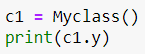 c1 = Myclass()
print(c1.y)